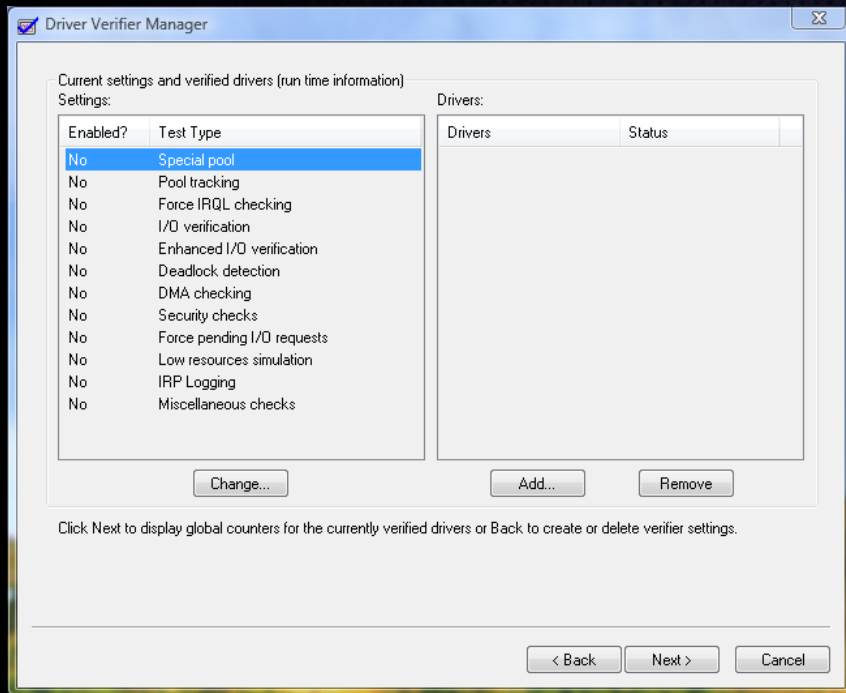 Driver Verifier Manager
Current settings and verified drivers (run time information)
Settings:
Drivers:
Enabled? Test Type
Drivers Status
No Special pool
No Pool tracking
No Force IRQL checking
No I/O verification
No Enhanced I/O verification
No Deadlock detection
No DMA checking
No Security checks
No Force pending I/O requests
No Low resources simulation
No IRP Logging
No Miscellaneous checks
Change...
Add...
Remove
Click Next to display global counters for the currently verified drivers or Back to create or delete verifier settings.
< Back
Next >
Cancel